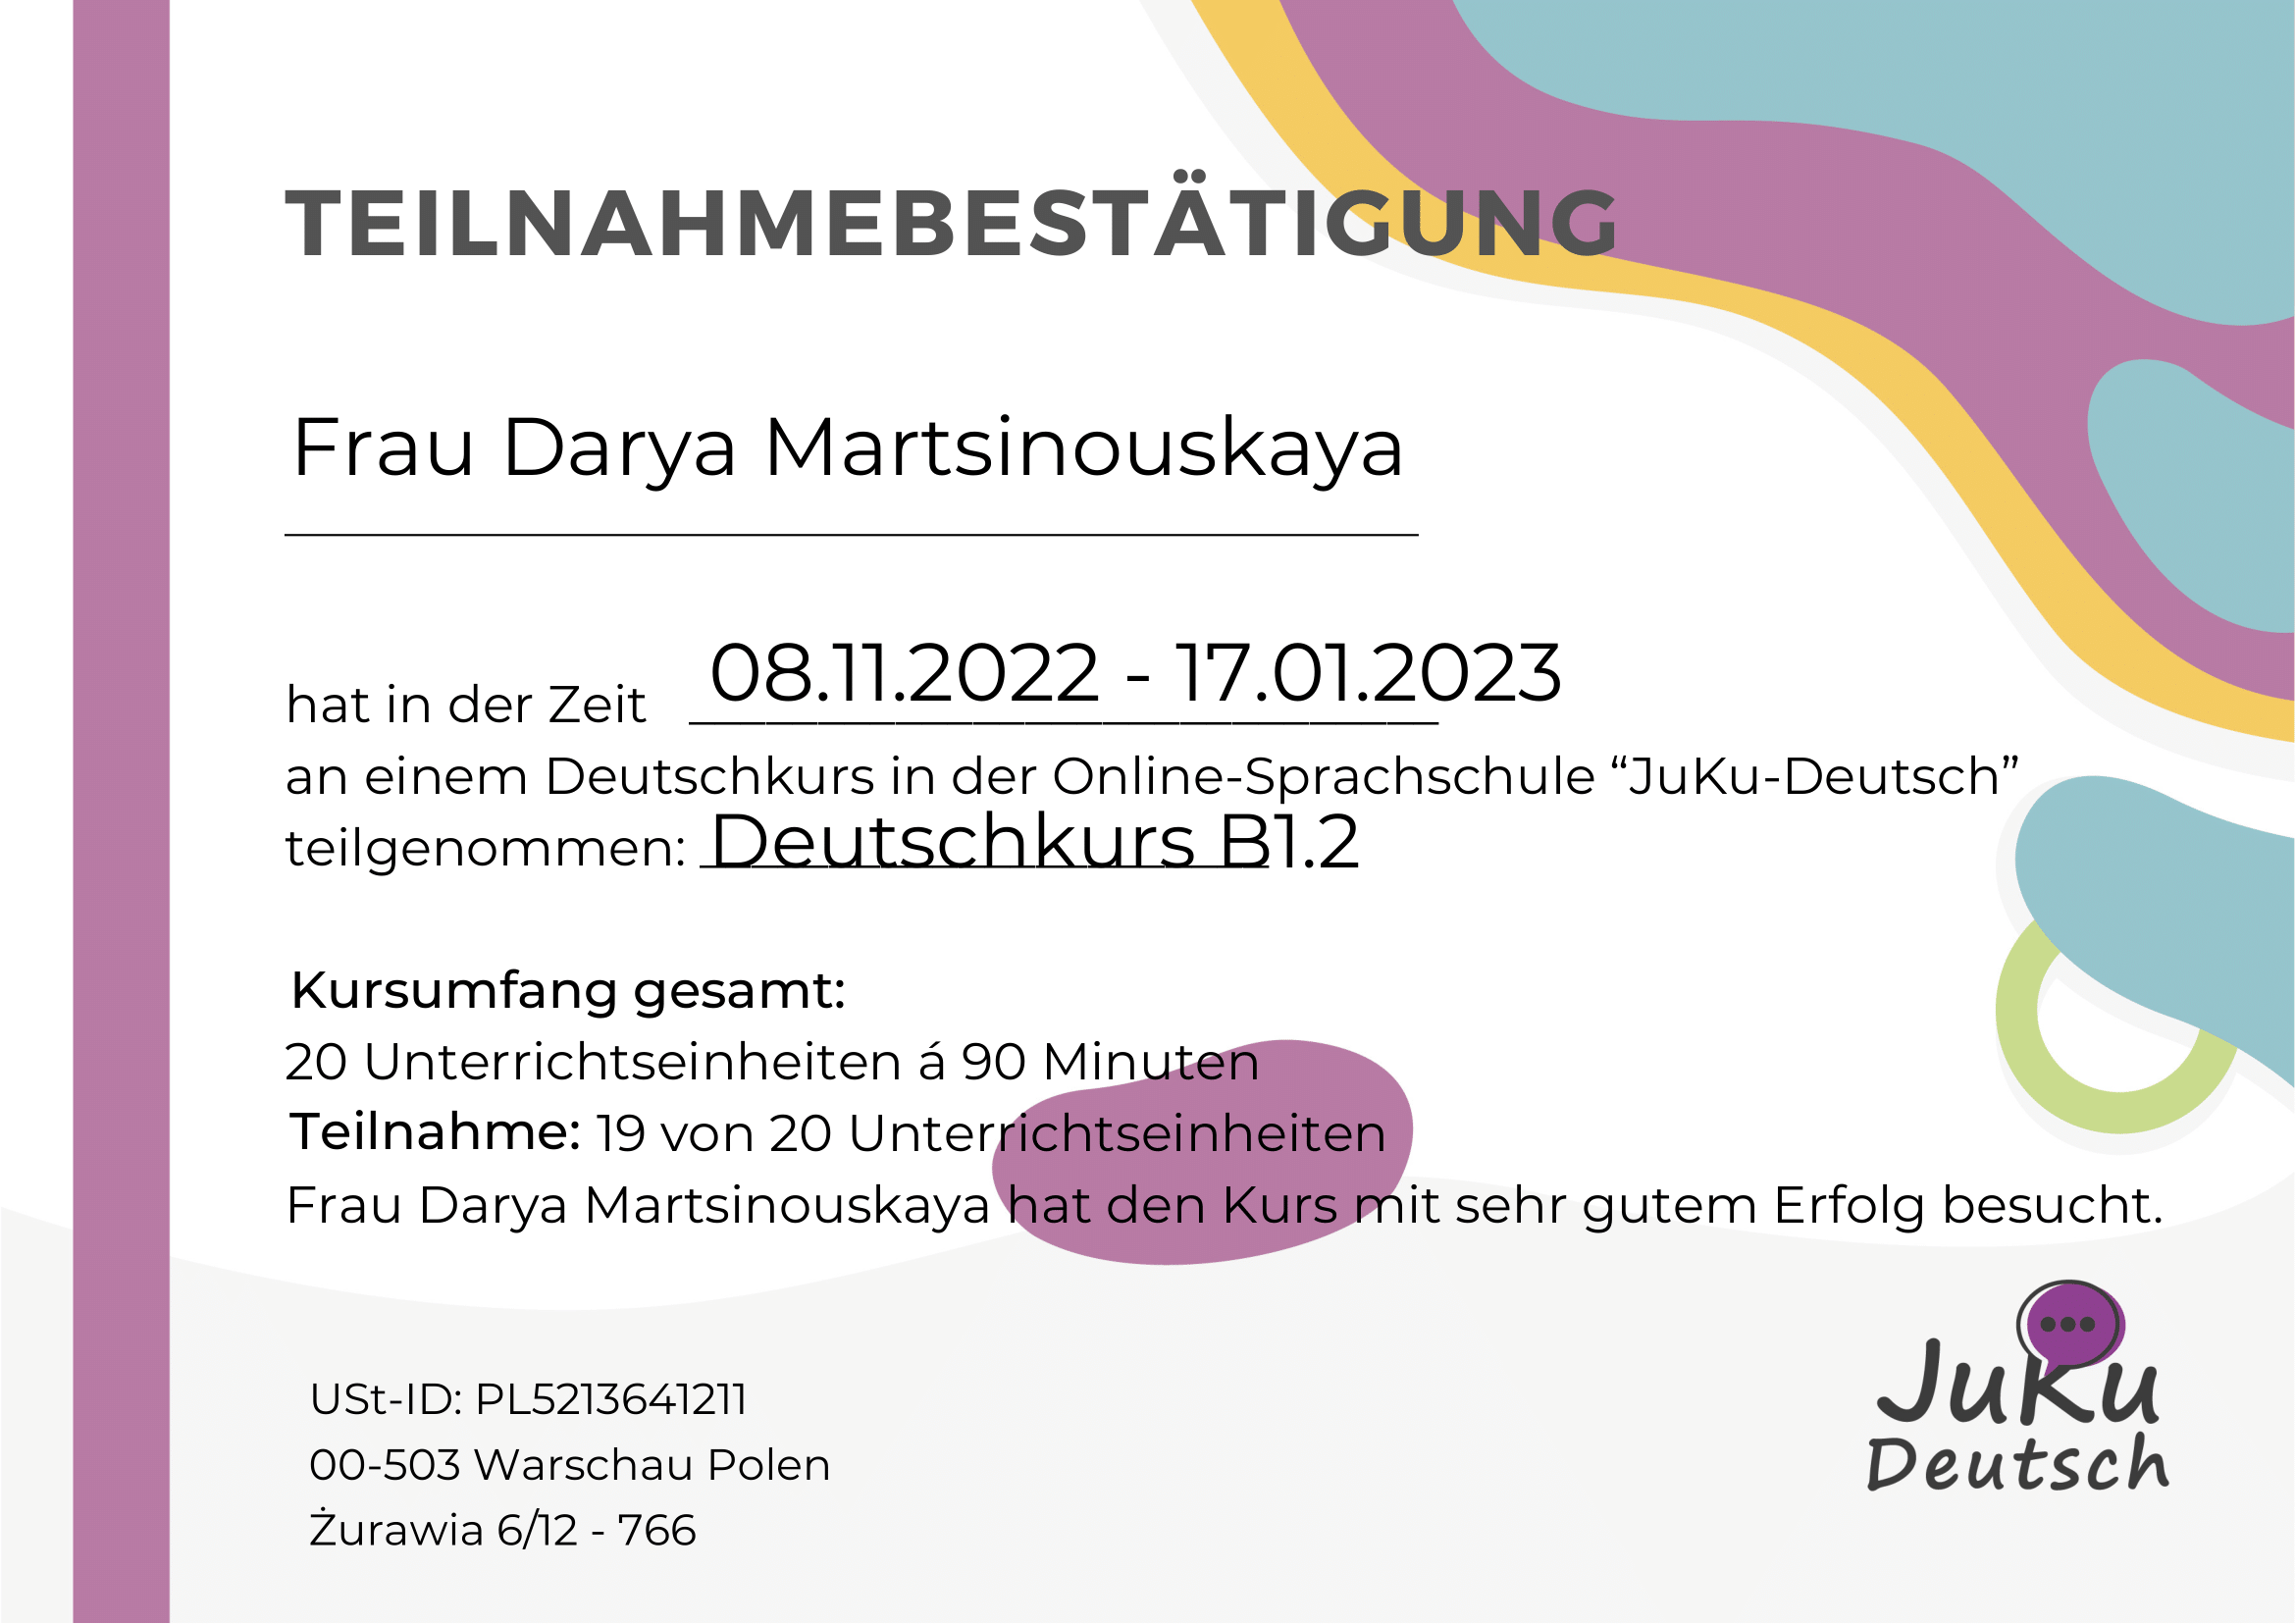 TEILNAHMEBESTÄTIGUNG
Frau Darya Martsinouskaya
hat in der Zeit 08.11.2022 - 17.01.2023
an einem Deutschkurs in der Online-Sprachschule “JuKu-Deutsch”
teilgenommen: Deutschkurs B1.2
Kursumfang gesamt:
20 Unterrichtseinheiten á 90 Minuten
Teilnahme: 19 von 20 Unterrichtseinheiten
Frau Darya Martsinouskaya hat den Kurs mit sehr gutem Erfolg besucht.
USt-ID: PL5213641211
00-503 Warschau Polen
Żurawia 6/12 - 766
JuKu
Deutsch